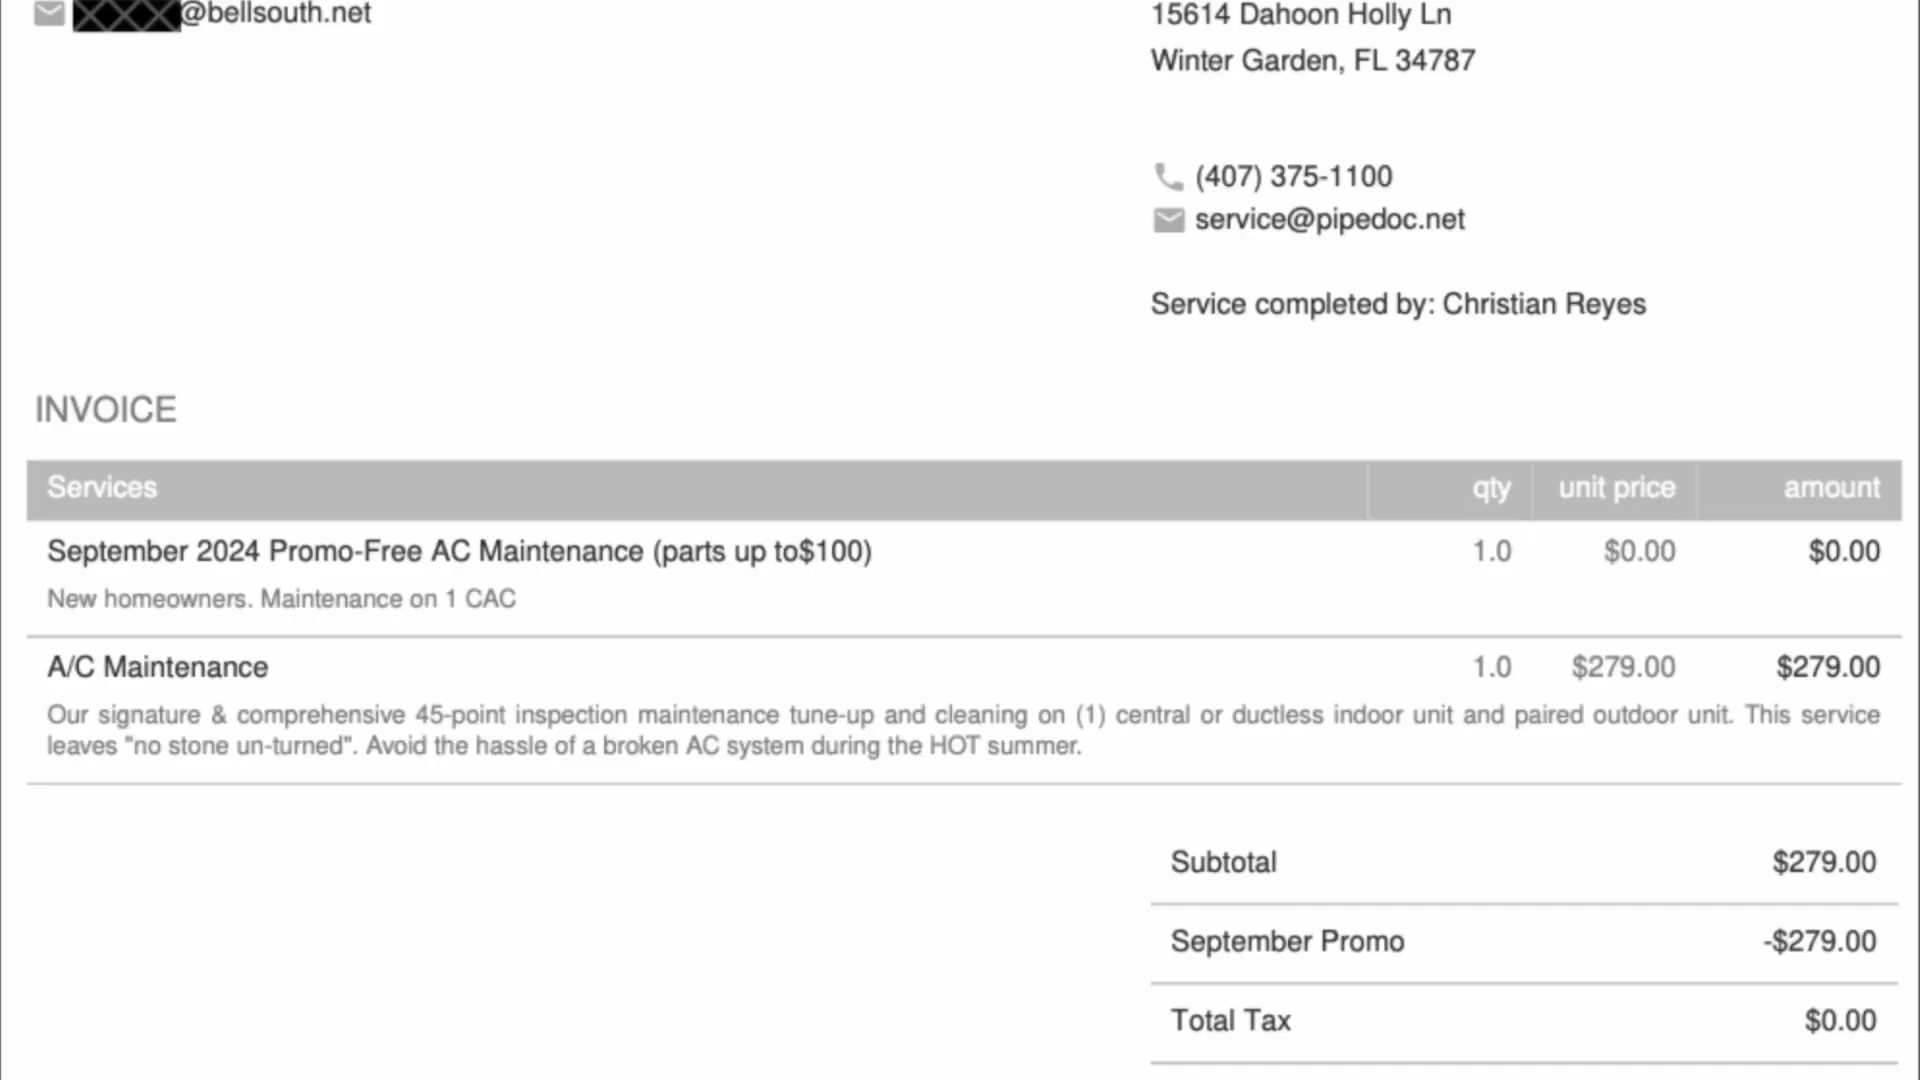 @bellsouth.net
15614 Dahoon Holly Ln
Winter Garden, FL 34787
(407) 375-1100
service@pipedoc.net
Service completed by: Christian Reyes
INVOICE
Services qty unit price amount
September 2024 Promo-Free AC Maintenance (parts up to$100) 1.0 $0.00 $0.00
New homeowners. Maintenance on 1 CAC
A/C Maintenance 1.0 $279.00 $279.00
Our signature & comprehensive 45-point inspection maintenance tune-up and cleaning on (1) central or ductless indoor unit and paired outdoor unit. This service
leaves "no stone un-turned". Avoid the hassle of a broken AC system during the HOT summer.
Subtotal $279.00
September Promo -$279.00
Total Tax $0.00